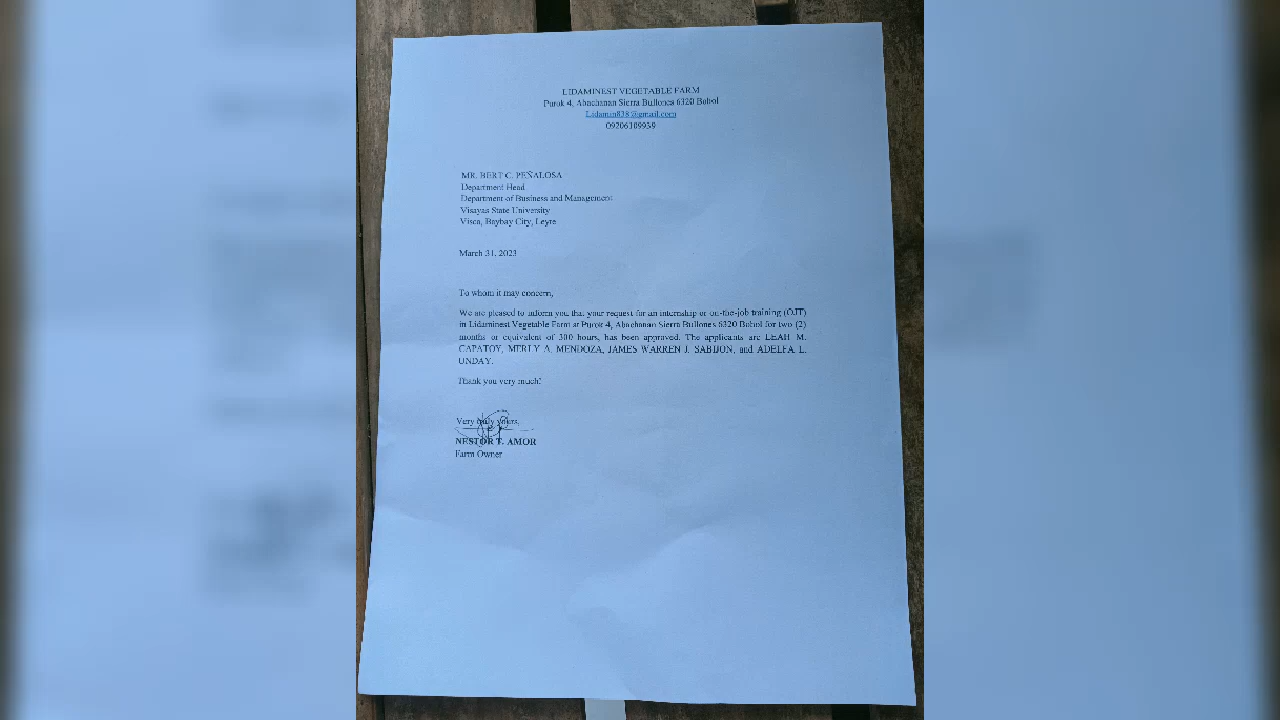 LIDAMINEST VEGETABLE FARM
Purok 4, Abachanan Sierra Bullones 6320 Bohol
Lidamin838@gmail.com
09206109959
MR. BERT C. PEÑALOSA
Department Head
Department of Business and Management
Visayas State University
Visca, Baybay City, Leyte
March 31, 2023
To whom it may concern,
We are pleased to inform you that your request for an internship or on-the-job training (OJT)
in Lidaminest Vegetable Farm at Purok 4, Abachanan Sierra Bullones 6320 Bohol for two (2)
months or equivalent of 300 hours, has been approved. The applicants are LEAH M.
CAPATOY, MERLY A. MENDOZA, JAMES WARREN J. SABIJON, and ADELFA L.
UNDAY.
Thank you very much!
Very truly yours,
NESTOR T. AMOR
Farm Owner